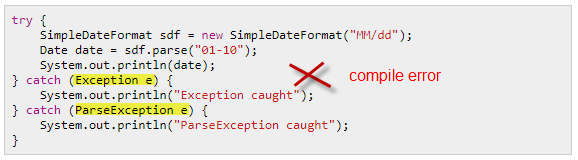 try {
    SimpleDateFormat sdf = new SimpleDateFormat("MM/dd");
    Date date = sdf.parse("01-10");
    System.out.println(date);
} catch (Exception e) {
    System.out.println("Exception caught");
} catch (ParseException e) {
    System.out.println("ParseException caught");
}
compile error